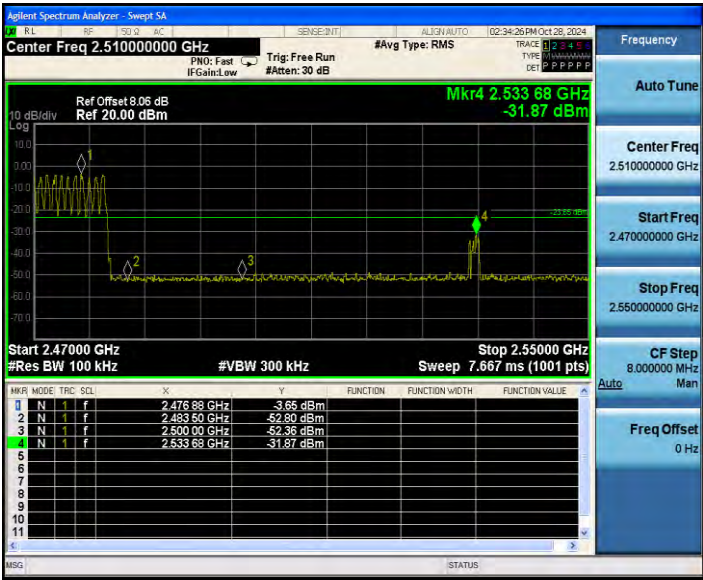 Agilent Spectrum Analyzer - Swept SA
RL RF 50 Ω AC SENSE:INT ALIGN AUTO 02:34:26 PM Oct 28, 2024
Center Freq 2.510000000 GHz #Avg Type: RMS TRACE 1 2 3 4 5 6
PNO: Fast Trig: Free Run TYPE
IFGain:Low #Atten: 30 dB DET P P P P P P
Mkr4 2.533 68 GHz
-31.87 dBm
Ref Offset 8.06 dB
10 dB/div Ref 20.00 dBm
Log
10.0
0.00
-10.0
-20.0
-30.0
-40.0
-50.0
-60.0
-70.0
1
2
3
4
-23.65 dBm
Start 2.47000 GHz Stop 2.55000 GHz
#Res BW 100 kHz #VBW 300 kHz Sweep 7.667 ms (1001 pts)
MKR MODE TRC SCL X Y FUNCTION FUNCTION WIDTH FUNCTION VALUE
1 N 1 f 2.476 88 GHz -3.65 dBm
2 N 1 f 2.483 50 GHz -52.80 dBm
3 N 1 f 2.500 00 GHz -52.36 dBm
4 N 1 f 2.533 68 GHz -31.87 dBm
5
6
7
8
9
10
11
MSG STATUS
Frequency
Auto Tune
Center Freq
2.510000000 GHz
Start Freq
2.470000000 GHz
Stop Freq
2.550000000 GHz
CF Step
8.000000 MHz
Auto Man
Freq Offset
0 Hz